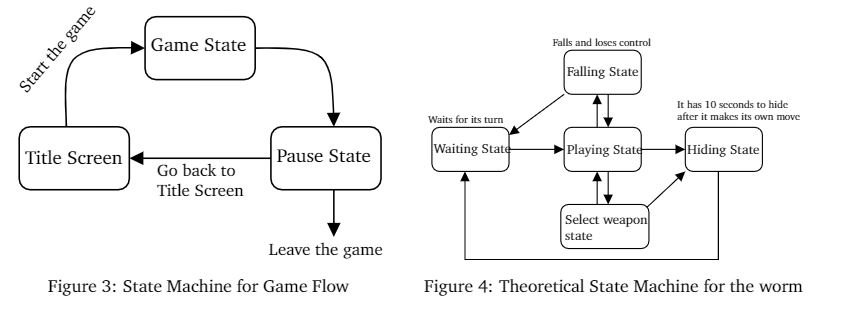 Start the game
Game State
Title Screen
Pause State
Go back to
Title Screen
Leave the game
Figure 3: State Machine for Game Flow
Falls and loses control
Falling State
It has 10 seconds to hide
after it makes its own move
Waits for its turn
Waiting State
Playing State
Hiding State
Select weapon
state
Figure 4: Theoretical State Machine for the worm